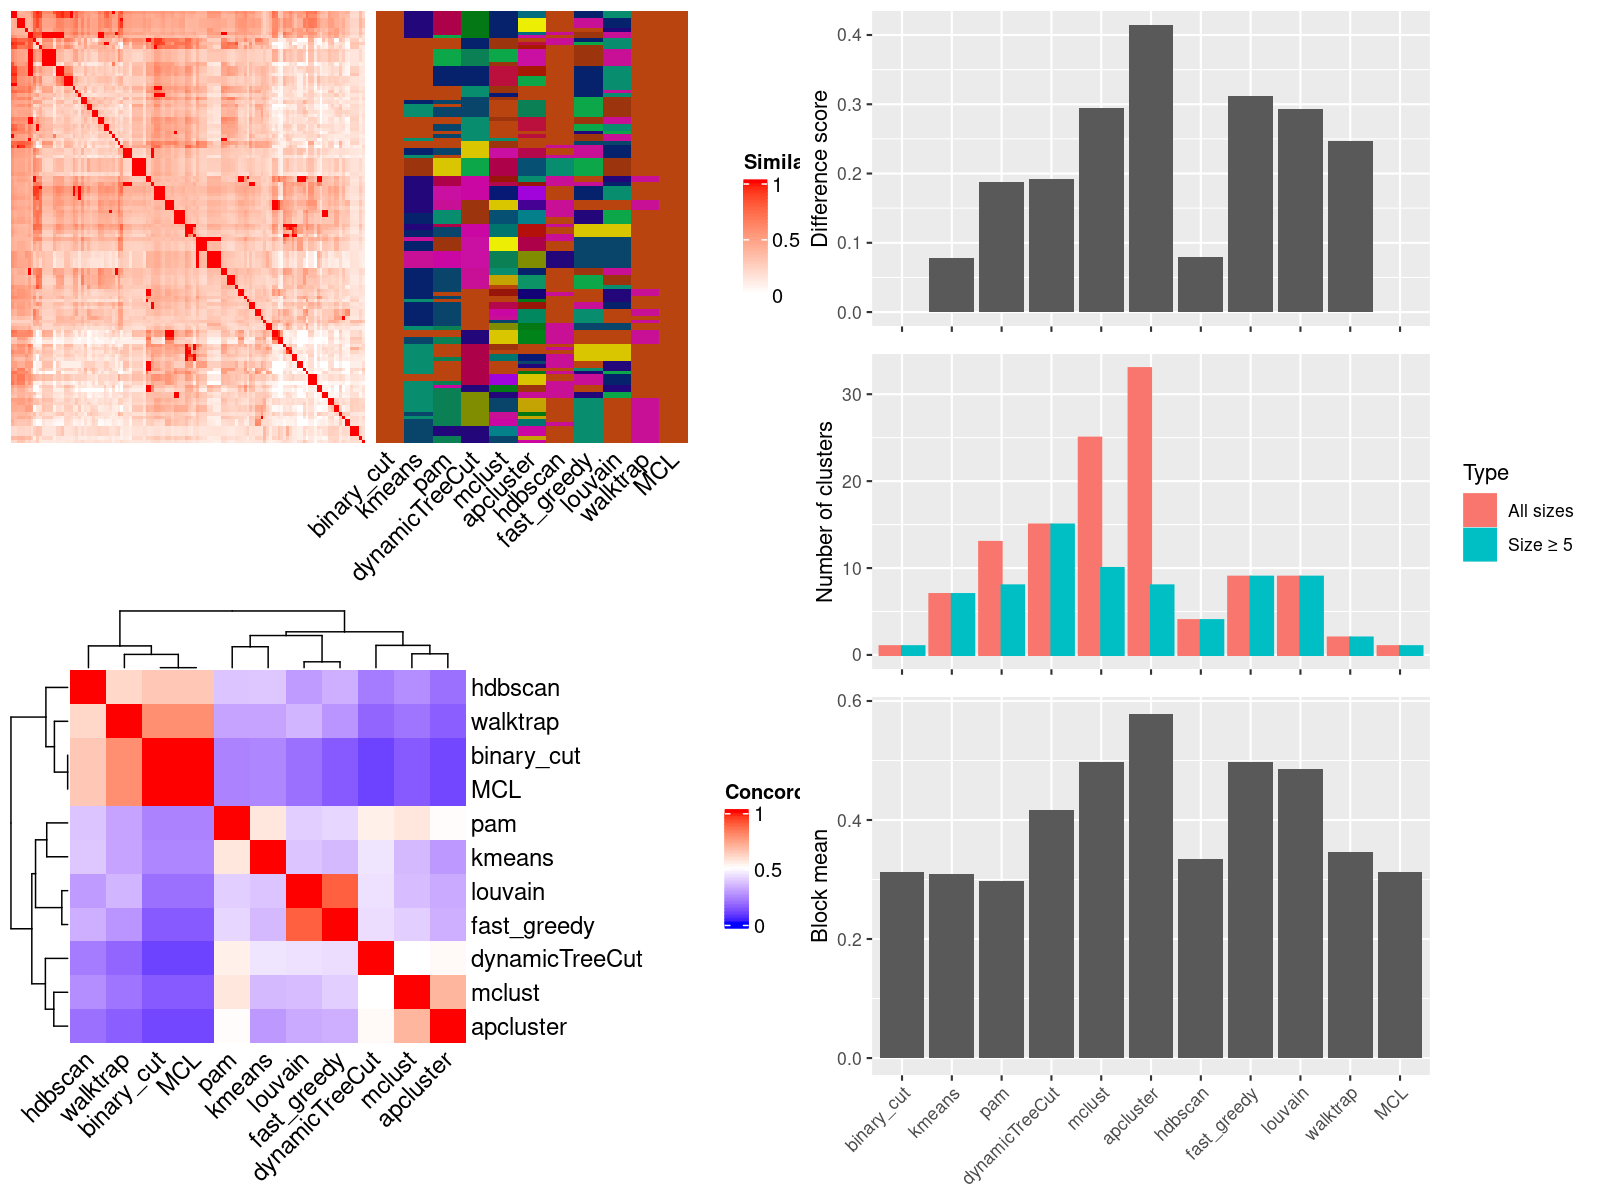 Simila
1
0.5
0
binary_cut
kmeans
pam
dynamicTreeCut
mclust
apcluster
hdbscan
fast_greedy
louvain
walktrap
MCL
hdbscan
walktrap
binary_cut
MCL
pam
kmeans
louvain
fast_greedy
dynamicTreeCut
mclust
apcluster
hdbscan
walktrap
binary_cut
MCL
pam
kmeans
louvain
fast_greedy
dynamicTreeCut
mclust
apcluster
Concord
1
0.5
0
Difference score
0.4
0.3
0.2
0.1
0.0
Number of clusters
30
20
10
0
Type
All sizes
Size ≥ 5
Block mean
0.6
0.4
0.2
0.0
binary_cut
kmeans
pam
dynamicTreeCut
mclust
apcluster
hdbscan
fast_greedy
louvain
walktrap
MCL